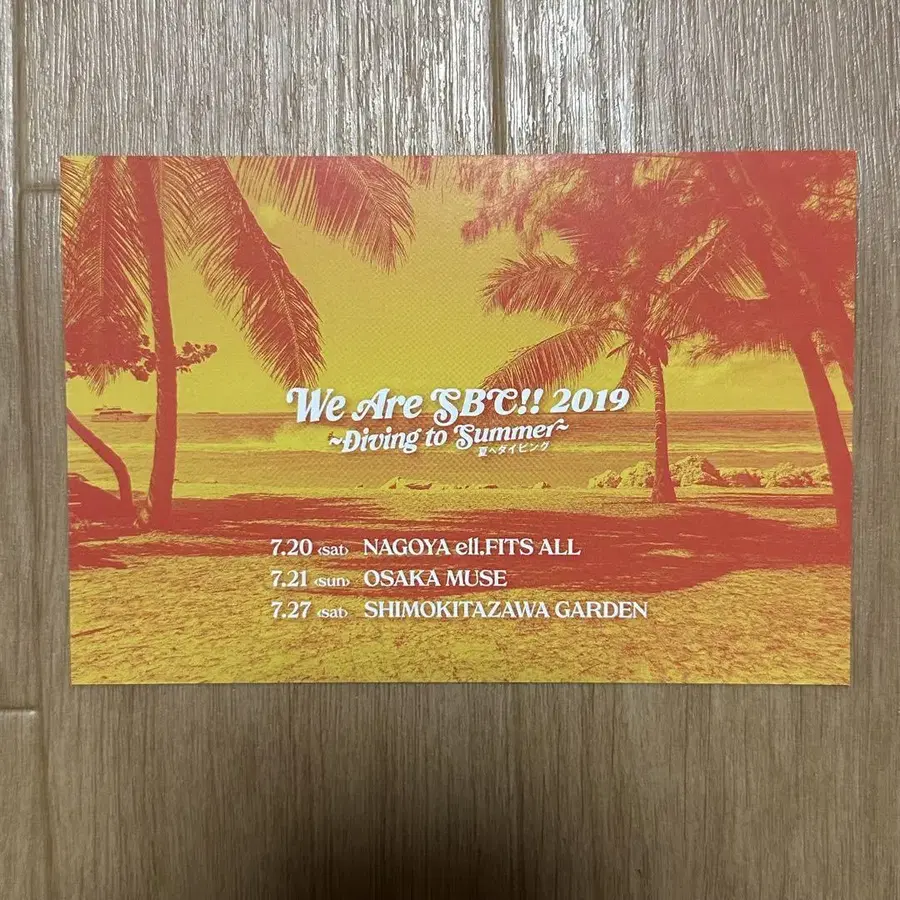 We Are SBC!! 2019
~Diving to Summer~
夏へダイビング
7.20 <sat> NAGOYA ell.FITS ALL
7.21 <sun> OSAKA MUSE
7.27 <sat> SHIMOKITAZAWA GARDEN